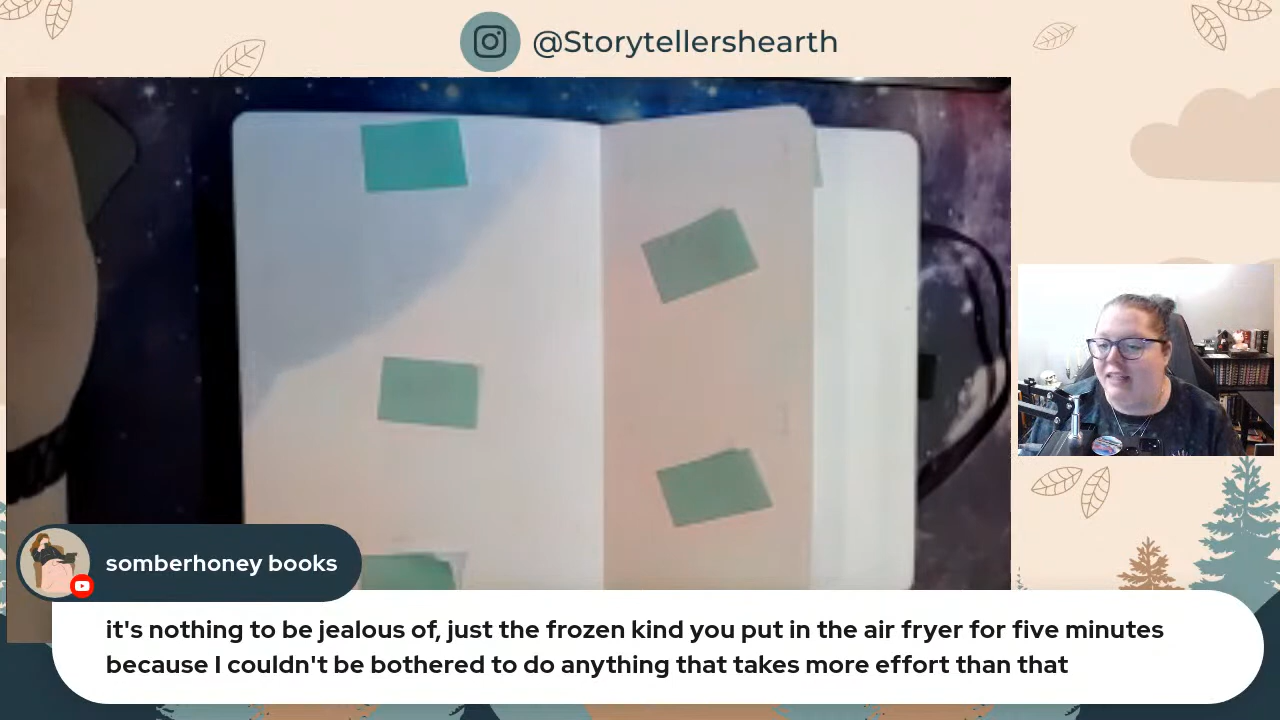 @Storytellershearth
somberhoney books
it's nothing to be jealous of, just the frozen kind you put in the air fryer for five minutes
because I couldn't be bothered to do anything that takes more effort than that